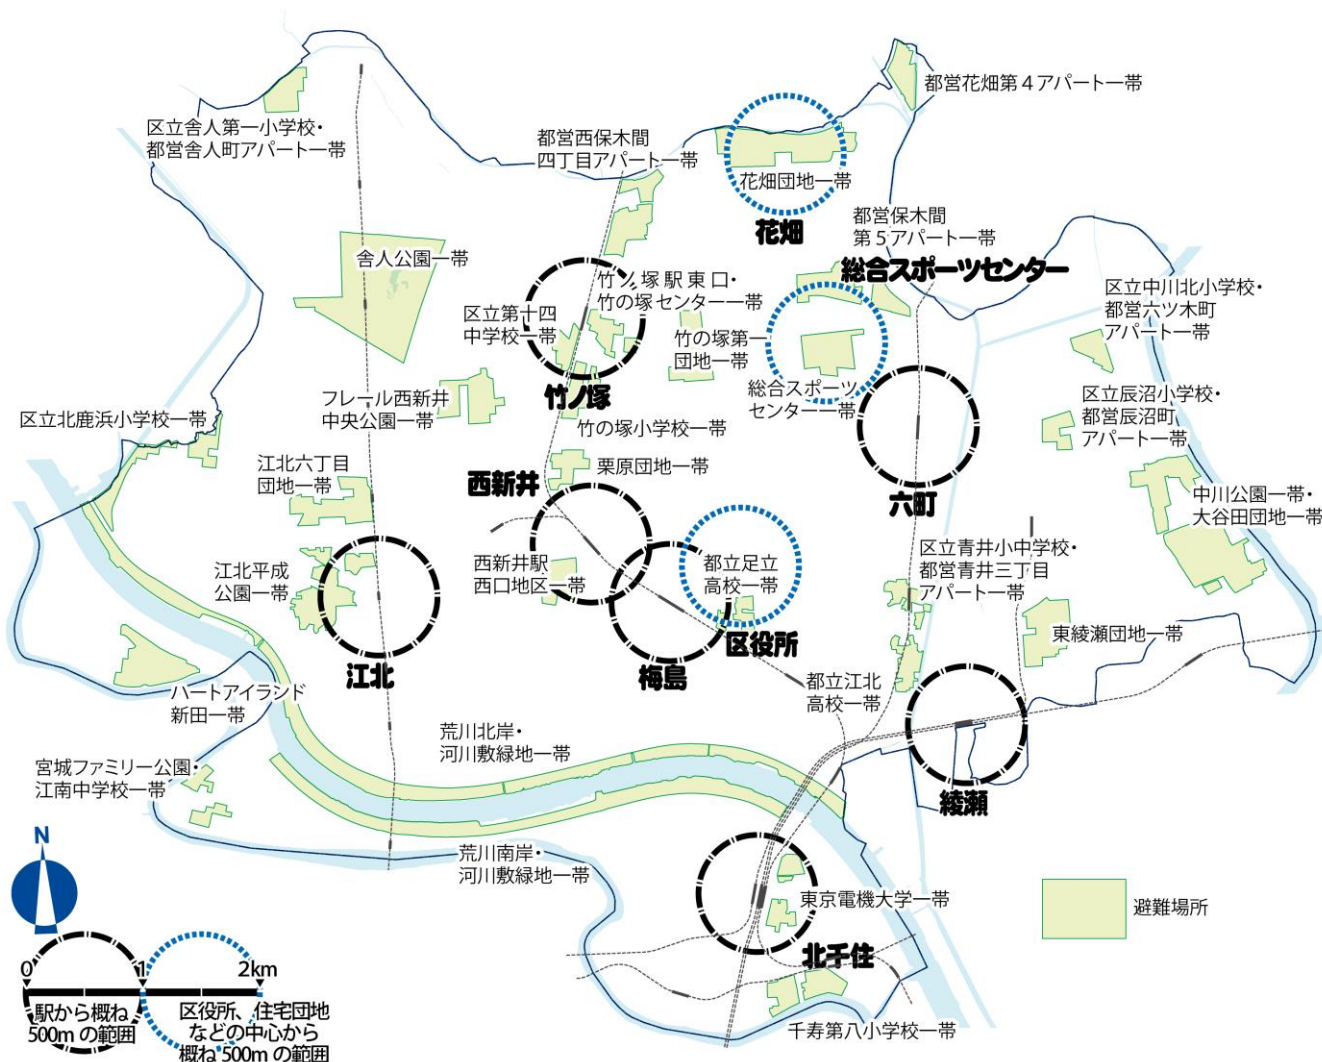 都営花畑第4アパート一帯
区立舎人第一小学校・
都営舎人町アパート一帯
都営西保木間
四丁目アパート一帯
花畑団地一帯
花畑
都営保木間
第5アパート一帯
総合スポーツセンター
舎人公園一帯
竹ノ塚駅東口・
竹の塚センター一帯
区立第十四
中学校一帯
竹の塚第一
団地一帯
区立中川北小学校・
都営六ツ木町
アパート一帯
総合スポーツ
センター一帯
竹ノ塚
フレール西新井
中央公園一帯
区立北鹿浜小学校一帯
竹の塚小学校一帯
区立辰沼小学校・
都営辰沼町
アパート一帯
江北六丁目
団地一帯
栗原団地一帯
西新井
六町
中川公園一帯・
大谷田団地一帯
江北平成
公園一帯
西新井駅
西口地区一帯
都立足立
高校一帯
区立青井小中学校・
都営青井三丁目
アパート一帯
東綾瀬団地一帯
区役所
江北
梅島
ハートアイランド
新田一帯
都立江北
高校一帯
荒川北岸・
河川敷緑地一帯
宮城ファミリー公園・
江南中学校一帯
綾瀬
荒川南岸・
河川敷緑地一帯
東京電機大学一帯
避難場所
北千住
千寿第八小学校一帯
N
0 1 2km
駅から概ね
500mの範囲
区役所、住宅団地
などの中心から
概ね500mの範囲